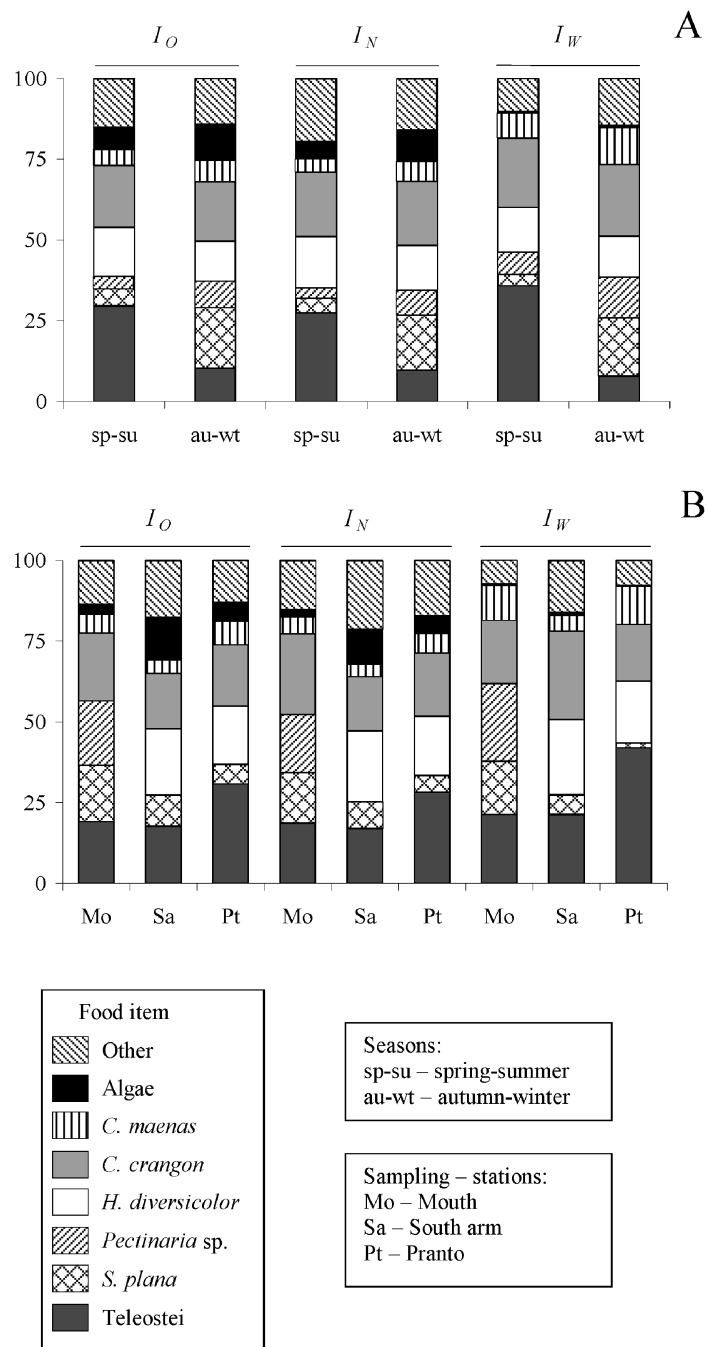 A
I_O I_N I_W
100
75
50
25
0
sp-su au-wt sp-su au-wt sp-su au-wt
B
I_O I_N I_W
100
75
50
25
0
Mo Sa Pt Mo Sa Pt Mo Sa Pt
Food item
Other
Algae
C. maenas
C. crangon
H. diversicolor
Pectinaria sp.
S. plana
Teleostei
Seasons:
sp-su – spring-summer
au-wt – autumn-winter
Sampling – stations:
Mo – Mouth
Sa – South arm
Pt – Pranto